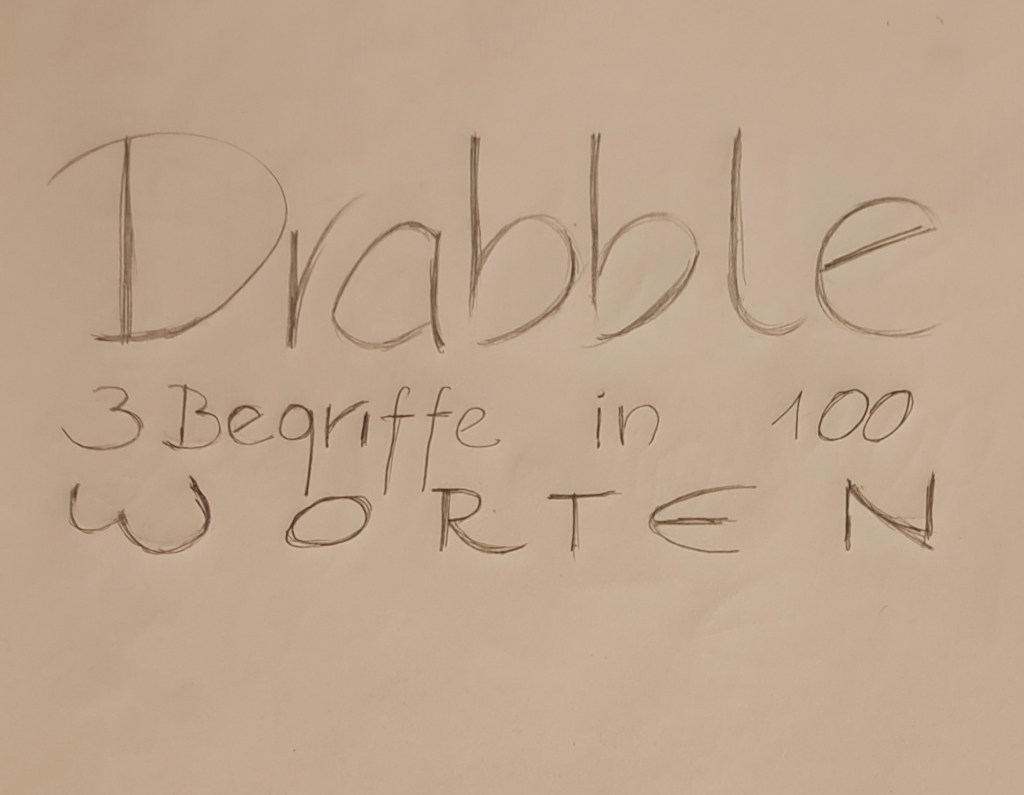 Drabble
3 Begriffe in 100
WORTEN